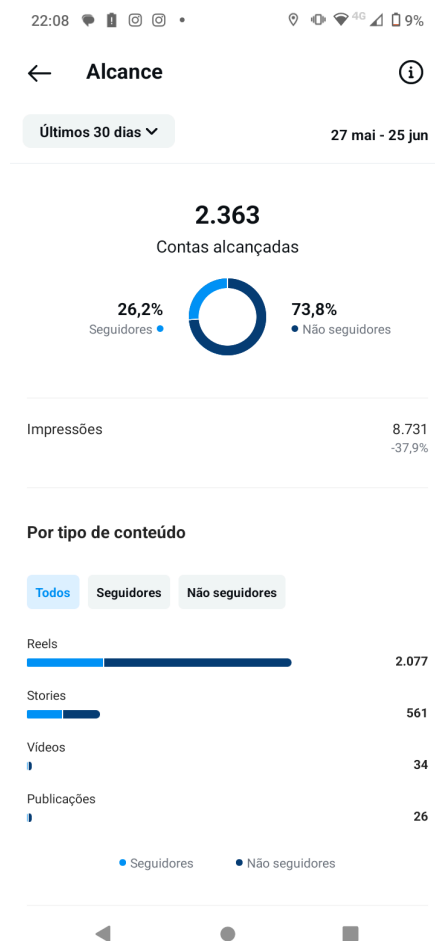 22:08
4G 9%
Alcance
Últimos 30 dias
27 mai - 25 jun
2.363
Contas alcançadas
26,2% 73,8%
Seguidores Não seguidores
Impressões 8.731
-37,9%
Por tipo de conteúdo
Todos Seguidores Não seguidores
Reels
2.077
Stories
561
Vídeos
34
Publicações
26
Seguidores Não seguidores